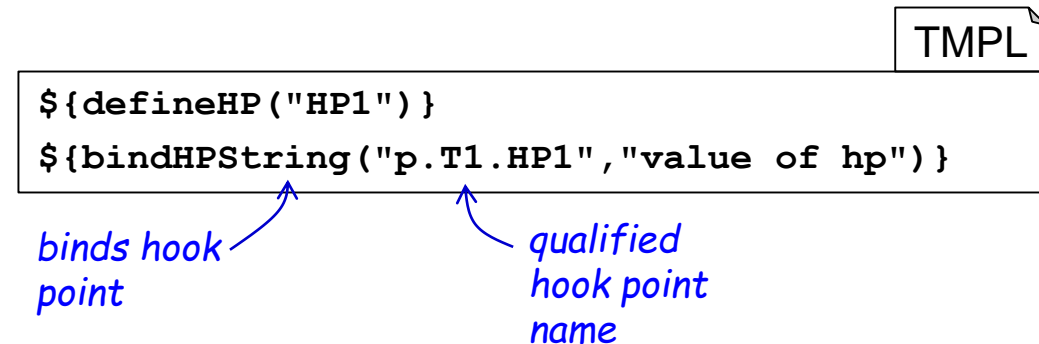 TMPL
${defineHP("HP1")}
${bindHPString("p.T1.HP1","value of hp")}
binds hook
point
qualified
hook point
name